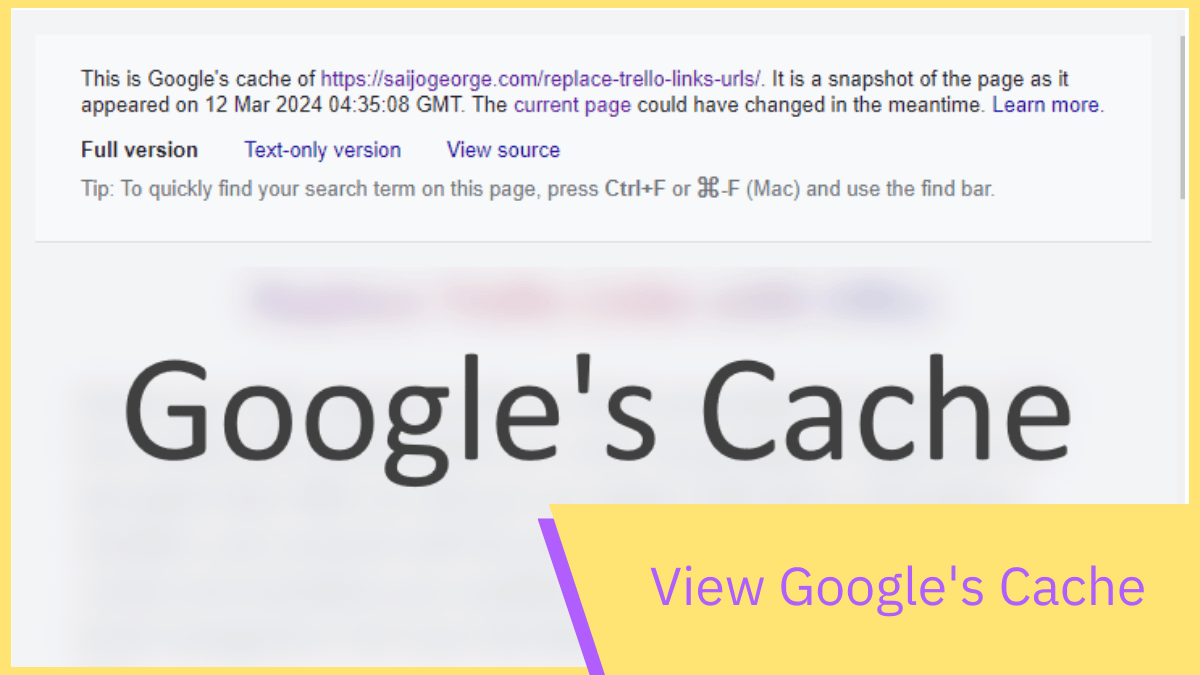 This is Google's cache of https://saijogeorge.com/replace-trello-links-urls/. It is a snapshot of the page as it
appeared on 12 Mar 2024 04:35:08 GMT. The current page could have changed in the meantime. Learn more.
Full version Text-only version View source
Tip: To quickly find your search term on this page, press Ctrl+F or ⌘-F (Mac) and use the find bar.
Google's Cache
View Google's Cache